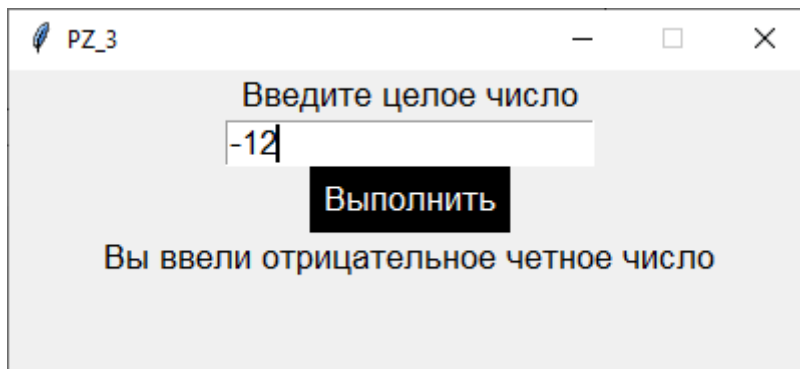 PZ_3
Введите целое число
-12
Выполнить
Вы ввели отрицательное четное число